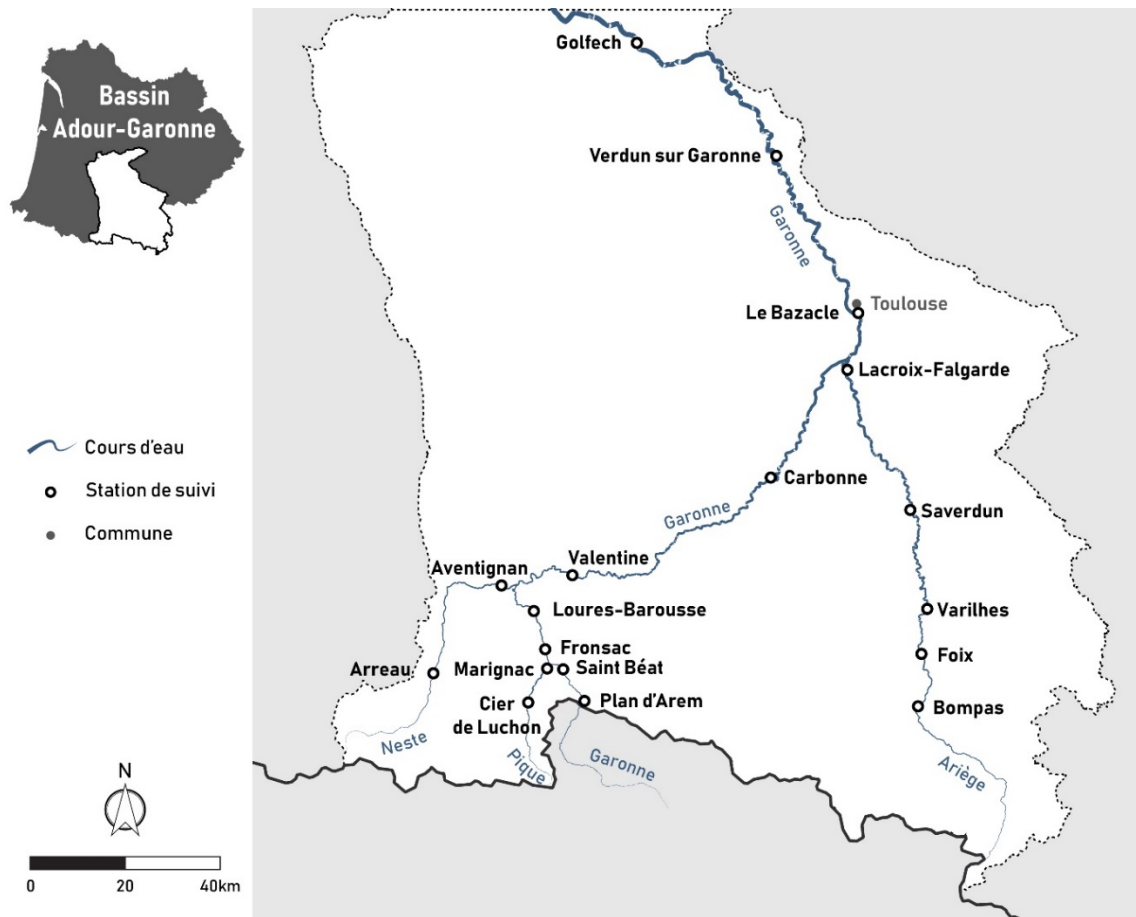 Bassin
Adour-Garonne
Cours d'eau
Station de suivi
Commune
N
0 20 40km
Golfech
Verdun sur Garonne
Garonne
Toulouse
Le Bazacle
Lacroix-Falgarde
Carbonne
Garonne
Saverdun
Valentine
Aventignan
Loures-Barousse
Varilhes
Fronsac
Foix
Arreau
Marignac
Saint Béat
Cier
de Luchon
Plan d'Arem
Bompas
Neste
Pique
Garonne
Ariège